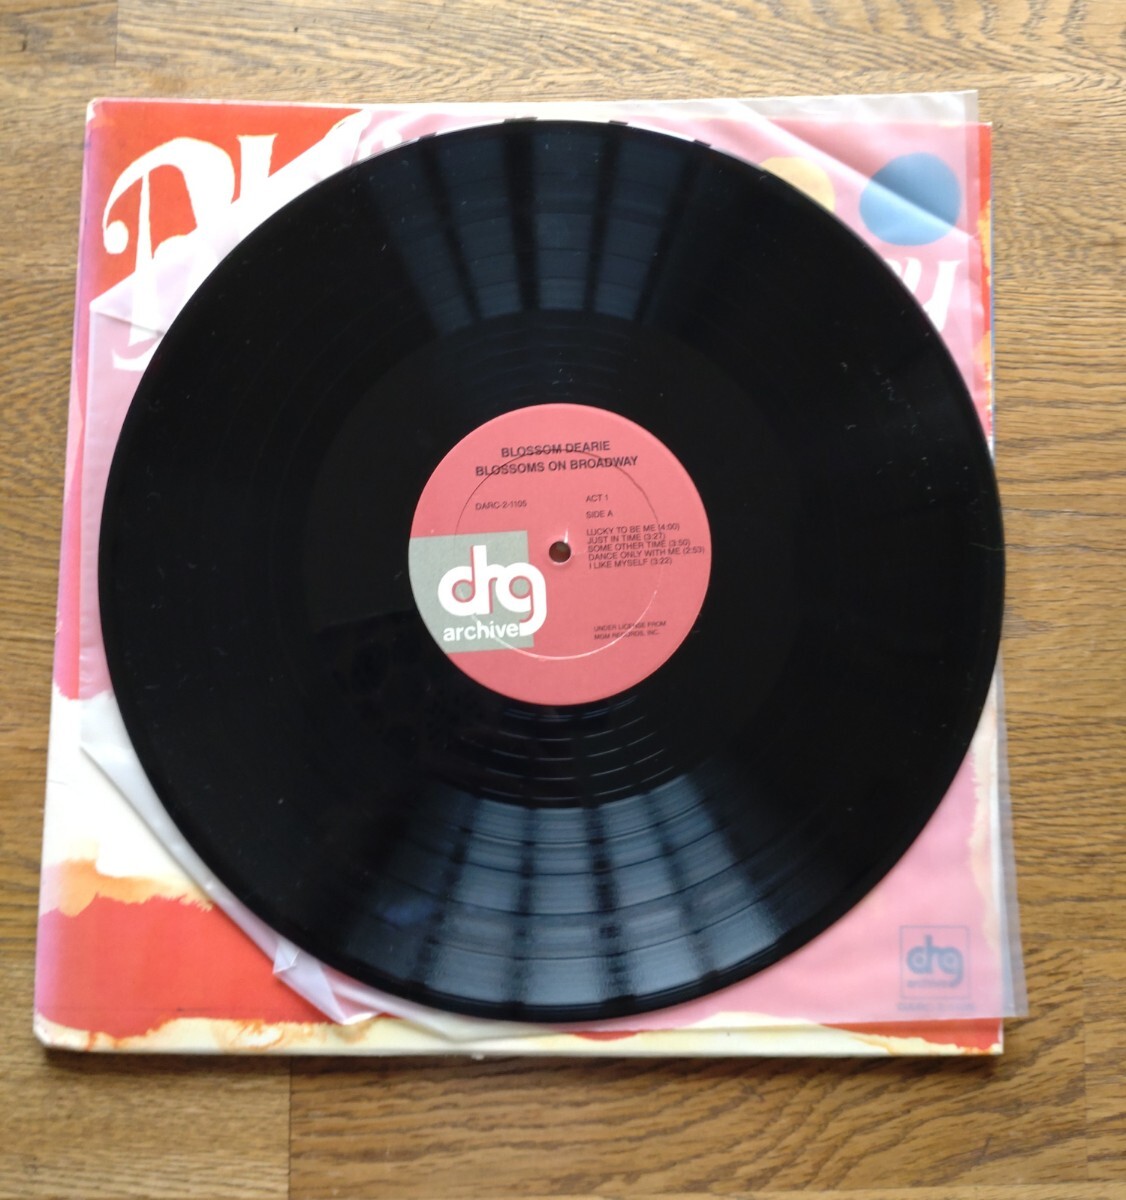 BLOSSOM DEARIE
BLOSSOMS ON BROADWAY
DARC-2-1105
ACT 1
SIDE A
LUCKY TO BE ME (4:00)
JUST IN TIME (3:27)
SOME OTHER TIME (3:50)
DANCE ONLY WITH ME (2:53)
I LIKE MYSELF (3:22)
drg
archive
UNDER LICENSE FROM
MGM RECORDS, INC.
drg
archive